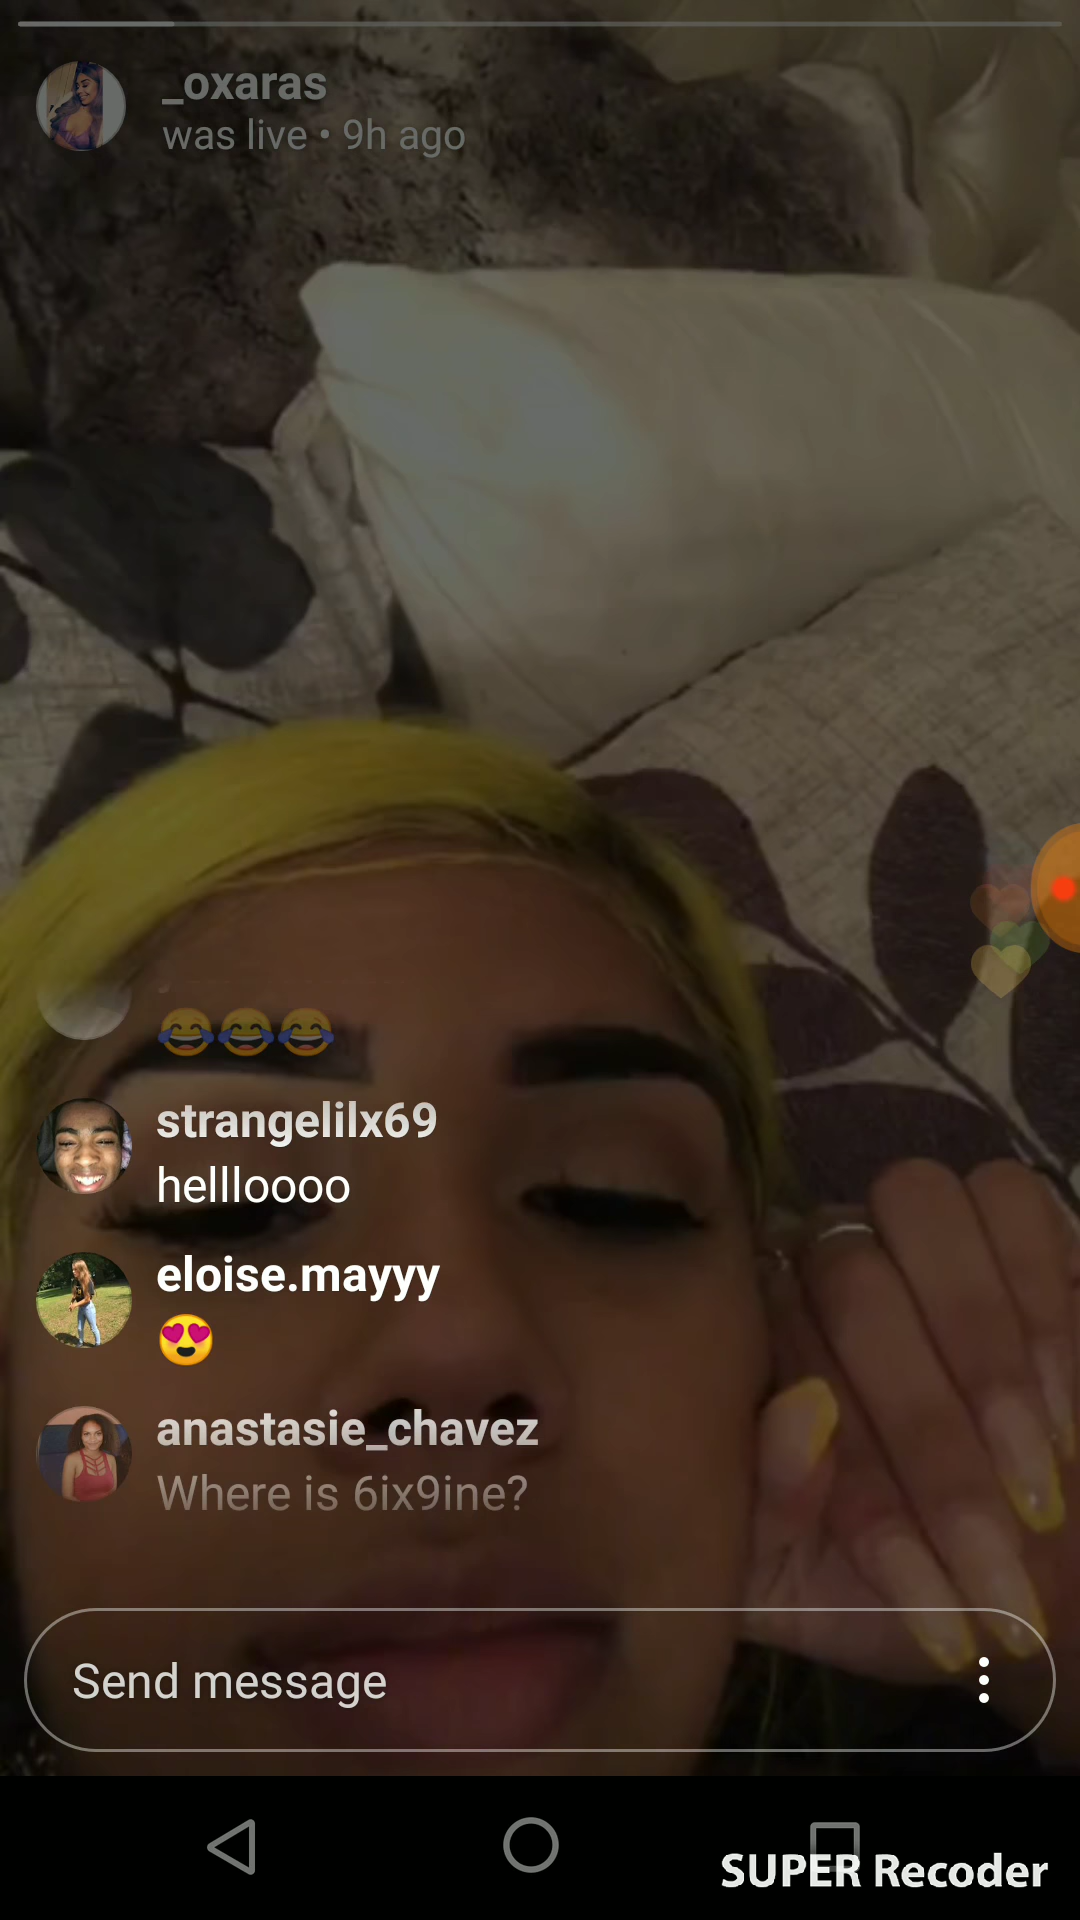 _oxaras
was live • 9h ago
😂😂😂
strangelilx69
hellloooo
eloise.mayyy
😍
anastasie_chavez
Where is 6ix9ine?
Send message
SUPER Recoder